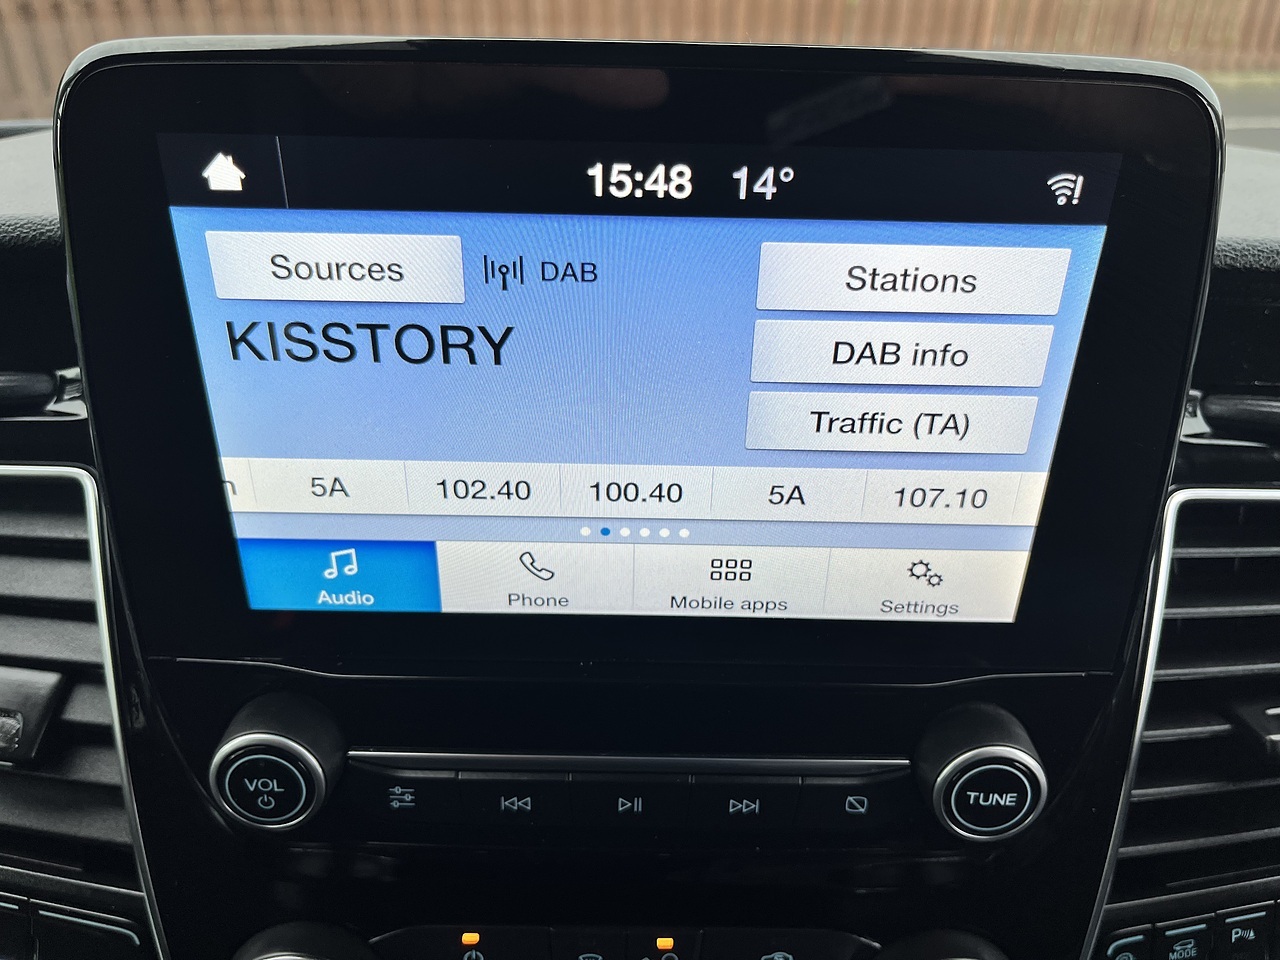 15:48 14°
Sources DAB Stations
KISSTORY
DAB info
Traffic (TA)
5A 102.40 100.40 5A 107.10
Audio Phone Mobile apps Settings
VOL TUNE
MODE P